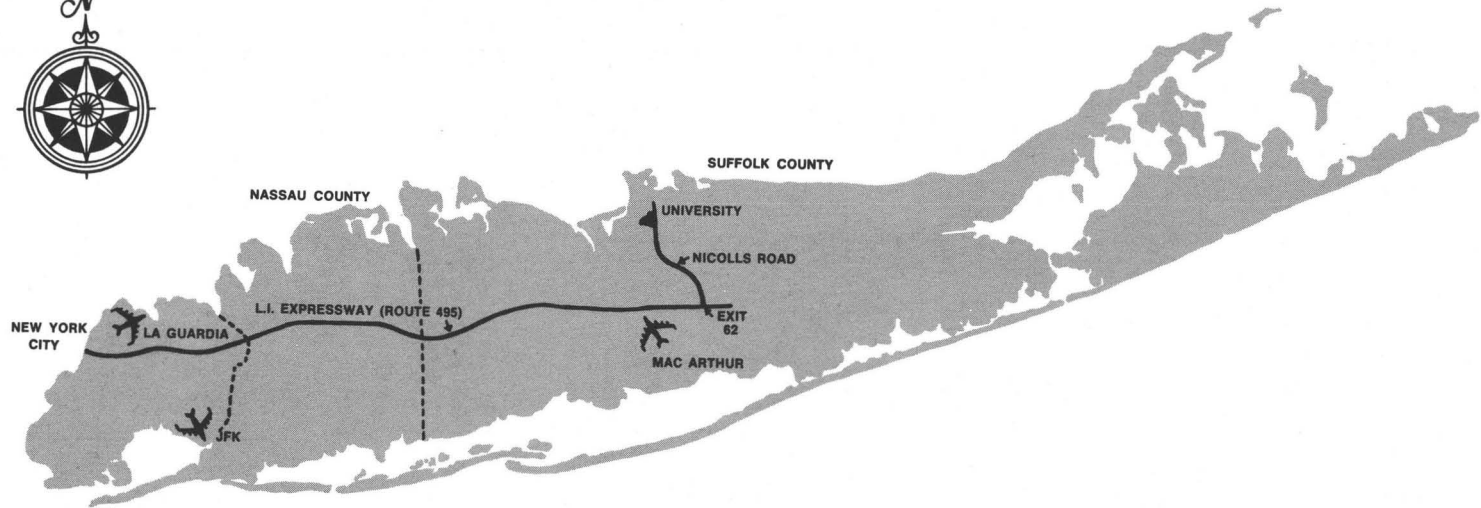 N
SUFFOLK COUNTY
NASSAU COUNTY
UNIVERSITY
NICOLLS ROAD
L.I. EXPRESSWAY (ROUTE 495)
EXIT
62
NEW YORK
CITY
LA GUARDIA
MAC ARTHUR
JFK